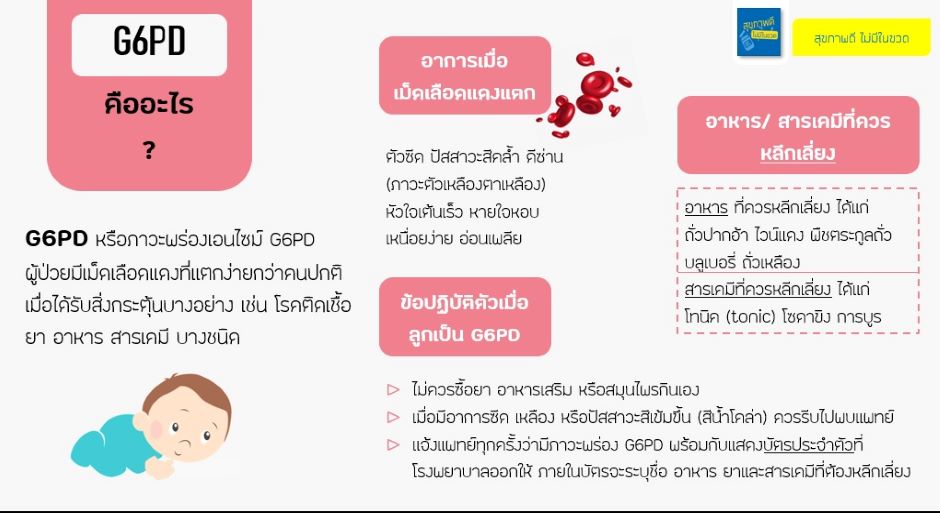 G6PD
คืออะไร
?
G6PD หรือภาวะพร่องเอนไซม์ G6PD
ผู้ป่วยมีเม็ดเลือดแดงที่แตกง่ายกว่าคนปกติ
เมื่อได้รับสิ่งกระตุ้นบางอย่าง เช่น โรคติดเชื้อ
ยา อาหาร สารเคมี บางชนิด
อาการเมื่อ
เม็ดเลือดแดงแตก
ตัวซีด ปัสสาวะสีคล้ำ ดีซ่าน
(ภาวะตัวเหลืองตาเหลือง)
หัวใจเต้นเร็ว หายใจหอบ
เหนื่อยง่าย อ่อนเพลีย
ข้อปฏิบัติตัวเมื่อ
ลูกเป็น G6PD
ไม่ควรซื้อยา อาหารเสริม หรือสมุนไพรกินเอง
เมื่อมีอาการซีด เหลือง หรือปัสสาวะสีเข้มขึ้น (สีน้ำโคล่า) ควรรีบไปพบแพทย์
แจ้งแพทย์ทุกครั้งว่ามีภาวะพร่อง G6PD พร้อมกับแสดงบัตรประจำตัวที่
โรงพยาบาลออกให้ ภายในบัตรจะระบุชื่อ อาหาร ยาและสารเคมีที่ต้องหลีกเลี่ยง
สุขภาพดี
ไม่มีในขวด
สุขภาพดี ไม่มีในขวด
อาหาร/ สารเคมีที่ควร
หลีกเลี่ยง
อาหาร ที่ควรหลีกเลี่ยง ได้แก่
ถั่วปากอ้า ไวน์แดง พืชตระกูลถั่ว
บลูเบอรี่ ถั่วเหลือง
สารเคมีที่ควรหลีกเลี่ยง ได้แก่
โทนิค (tonic) โซดาขิง การบูร